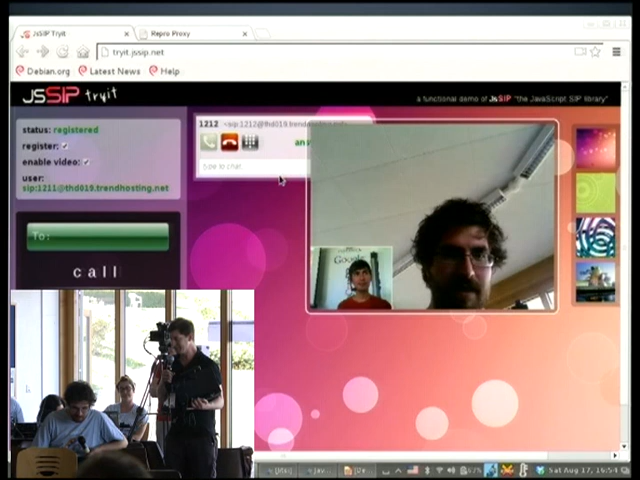 JsSIP Tryit
Repro Proxy
tryit.jssip.net
Debian.org
Latest News
Help
JSSIP tryit
a functional demo of JsSIP "the JavaScript SIP library"
status: registered
register:
enable video:
user:
sip:1211@thd019.trendhosting.net
1212
type to chat
To:
call
Google
Sat Aug 17, 16:54